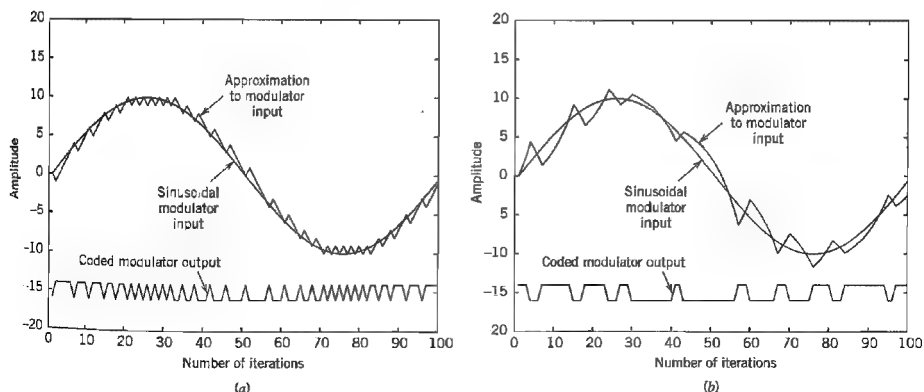 20
15
10
5
0
-5
-10
-15
-20
Amplitude
Approximation
to modulator
input
Sinusoidal
modulator
input
Coded modulator output
0
10
20
30
40
50
60
70
80
90
100
Number of iterations
(a)
20
15
10
5
0
-5
-10
-15
-20
Amplitude
Approximation
to modulator
input
Sinusoidal
modulator
input
Coded modulator output
0
10
20
30
40
50
60
70
80
90
100
Number of iterations
(b)